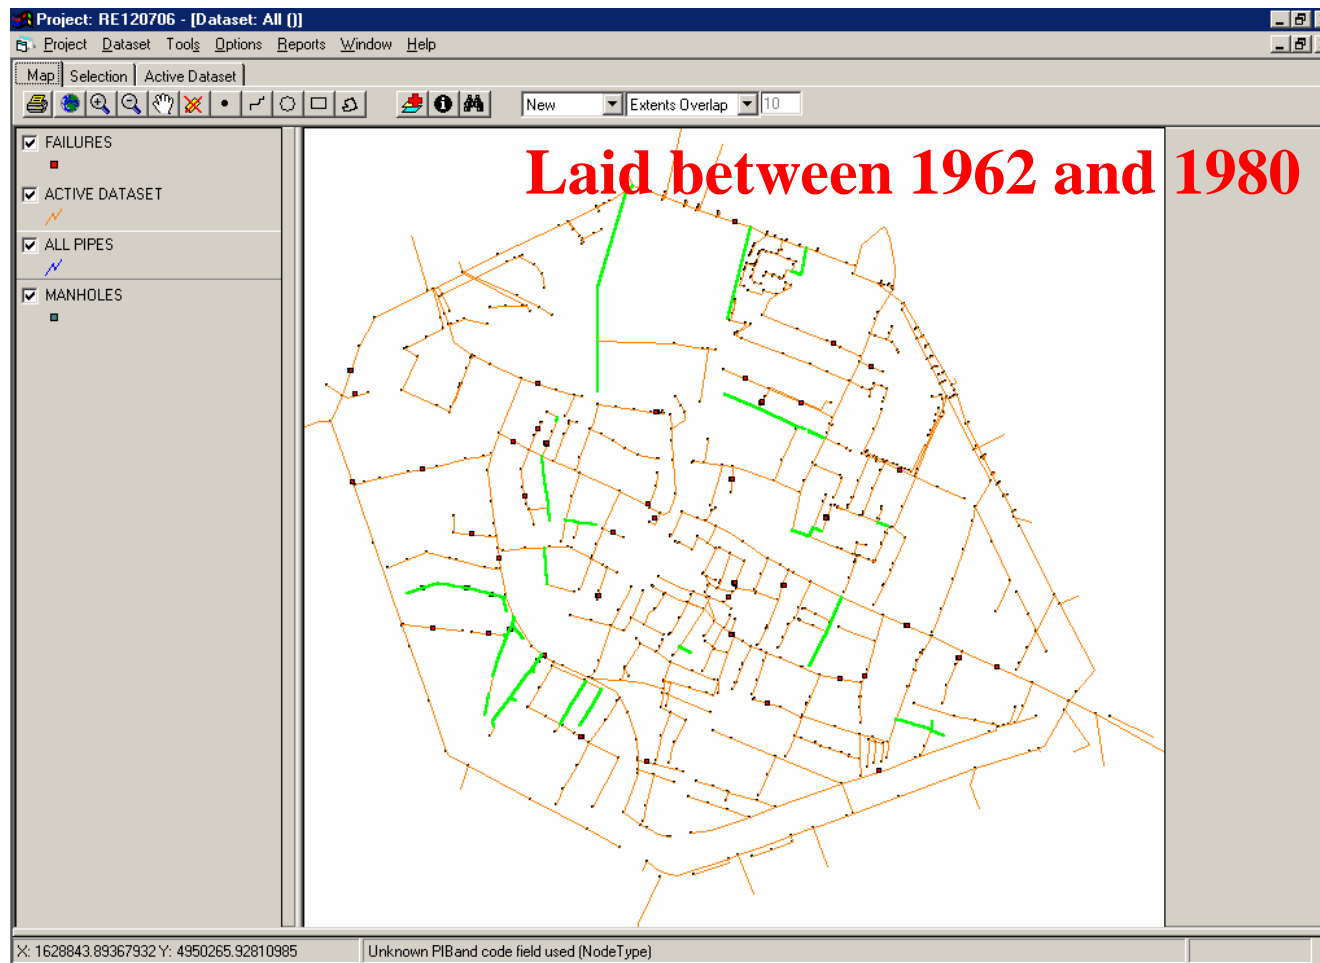 Project: RE120706 - [Dataset: All ()]
Project Dataset Tools Options Reports Window Help
Map Selection Active Dataset
New Extents Overlap 10
FAILURES
ACTIVE DATASET
ALL PIPES
MANHOLES
Laid between 1962 and 1980
X: 1628843.89367932 Y: 4950265.92810985 Unknown PIBand code field used (NodeType)